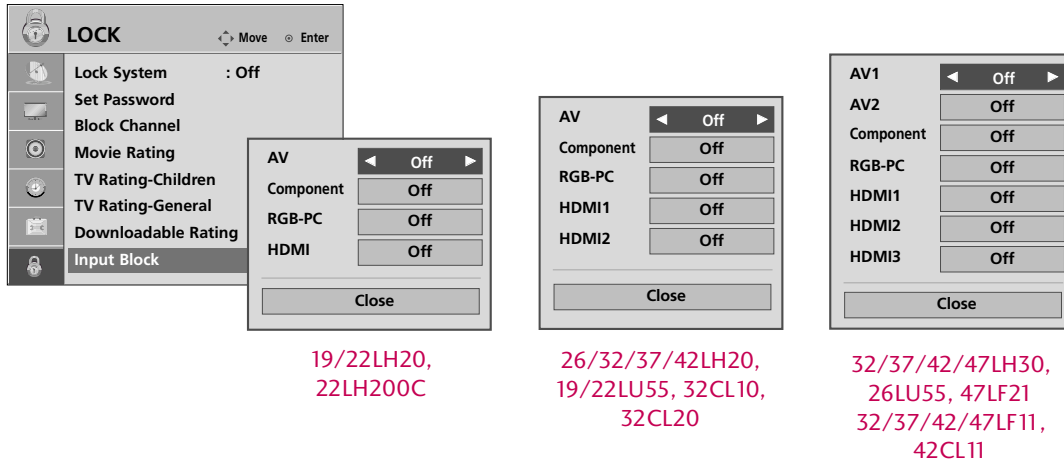 LOCK
Move
Enter
Lock System : Off
Set Password
Block Channel
Movie Rating
TV Rating-Children
TV Rating-General
Downloadable Rating
Input Block
AV ◀ Off ▶
Component Off
RGB-PC Off
HDMI Off
Close
19/22LH20,
22LH200C
AV ◀ Off ▶
Component Off
RGB-PC Off
HDMI1 Off
HDMI2 Off
Close
26/32/37/42LH20,
19/22LU55, 32CL10,
32CL20
AV1 ◀ Off ▶
AV2 Off
Component Off
RGB-PC Off
HDMI1 Off
HDMI2 Off
HDMI3 Off
Close
32/37/42/47LH30,
26LU55, 47LF21
32/37/42/47LF11,
42CL11